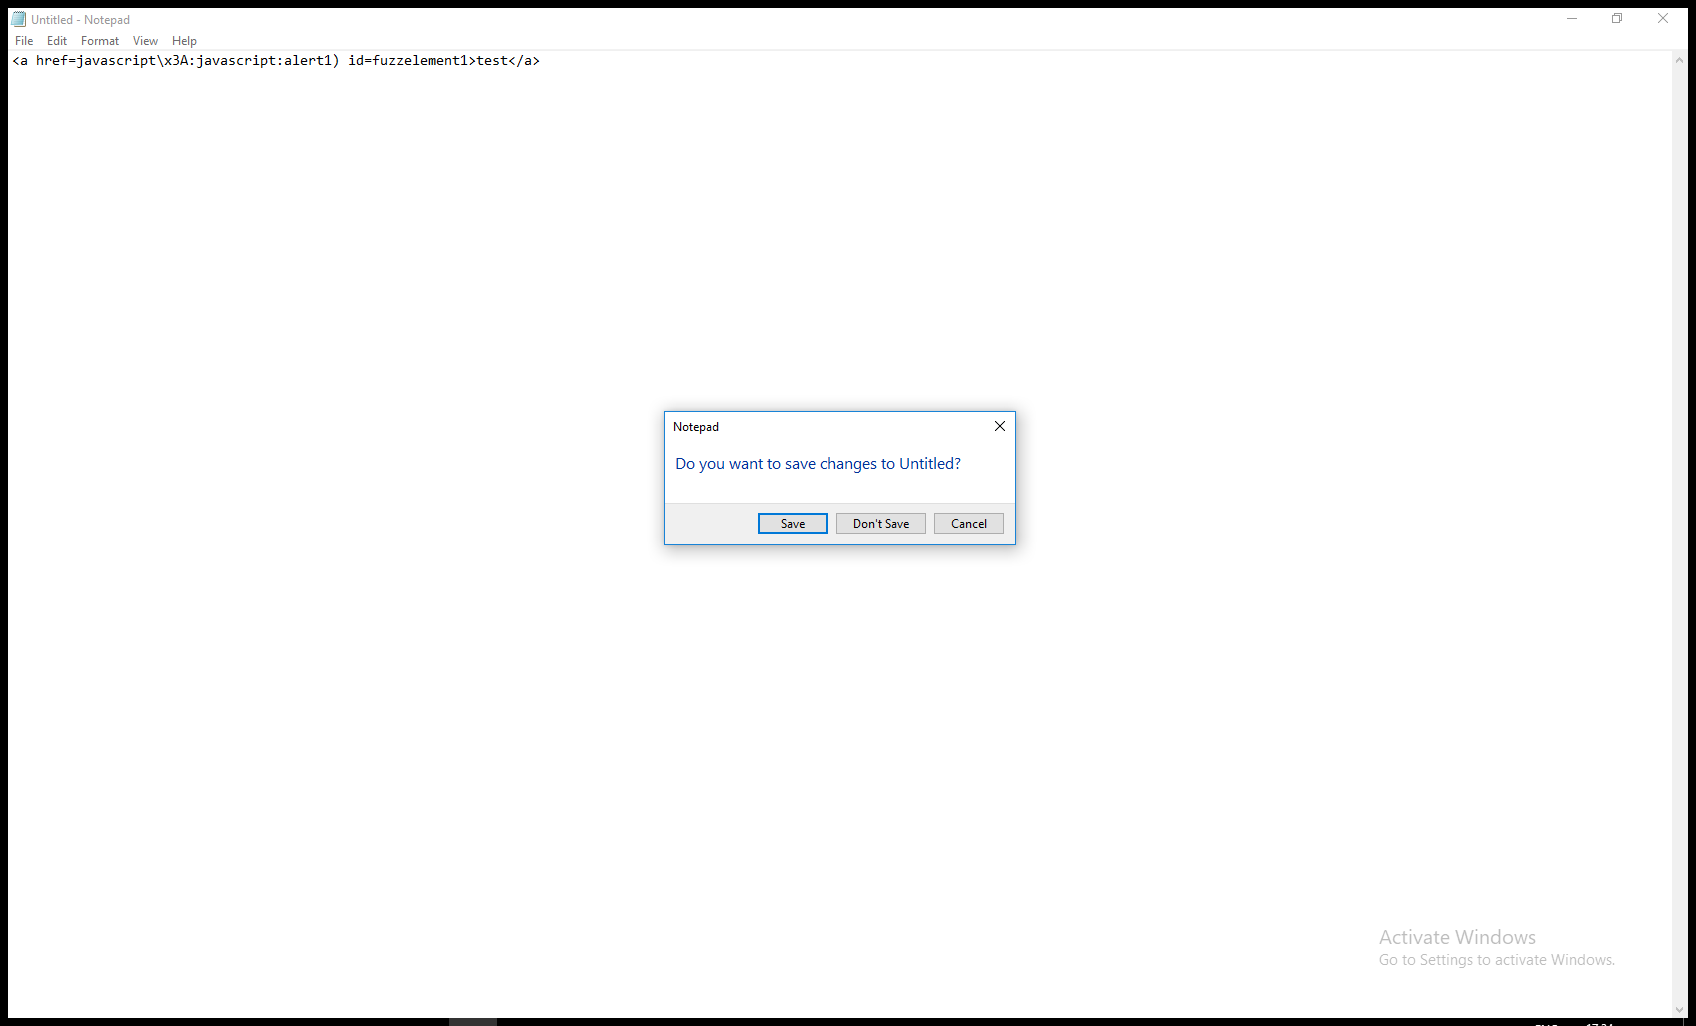 Untitled - Notepad
File Edit Format View Help
<a href=javascript\x3A:javascript:alert1) id=fuzzelement1>test</a>
Notepad
Do you want to save changes to Untitled?
Save Don't Save Cancel
Activate Windows
Go to Settings to activate Windows.